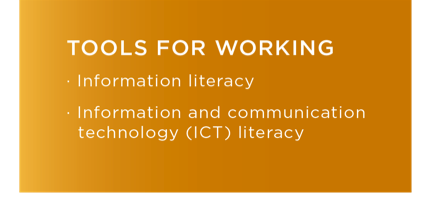 TOOLS FOR WORKING
· Information literacy
· Information and communication
technology (ICT) literacy